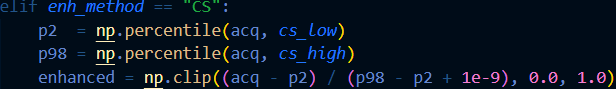 elif enh_method == "CS":
    p2  = np.percentile(acq, cs_low)
    p98 = np.percentile(acq, cs_high)
    enhanced = np.clip((acq - p2) / (p98 - p2 + 1e-9), 0.0, 1.0)